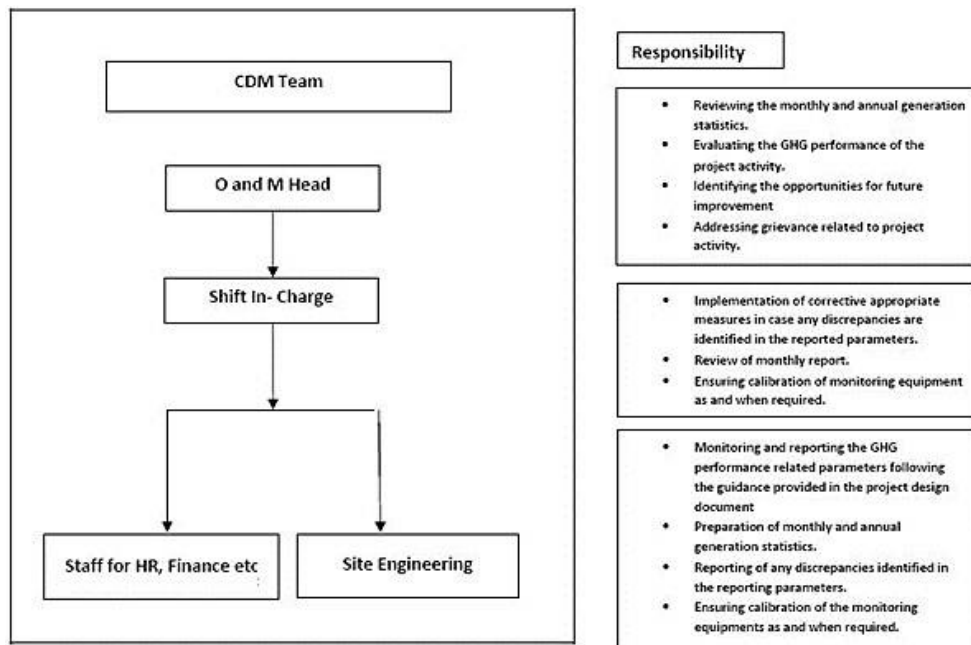 CDM Team
O and M Head
Shift In- Charge
Staff for HR, Finance etc
Site Engineering
Responsibility
• Reviewing the monthly and annual generation
statistics.
• Evaluating the GHG performance of the
project activity.
• Identifying the opportunities for future
improvement
• Addressing grievance related to project
activity.
• Implementation of corrective appropriate
measures in case any discrepancies are
identified in the reported parameters.
• Review of monthly report.
• Ensuring calibration of monitoring equipment
as and when required.
• Monitoring and reporting the GHG
performance related parameters following
the guidance provided in the project design
document
• Preparation of monthly and annual
generation statistics.
• Reporting of any discrepancies identified in
the reporting parameters.
• Ensuring calibration of the monitoring
equipments as and when required.